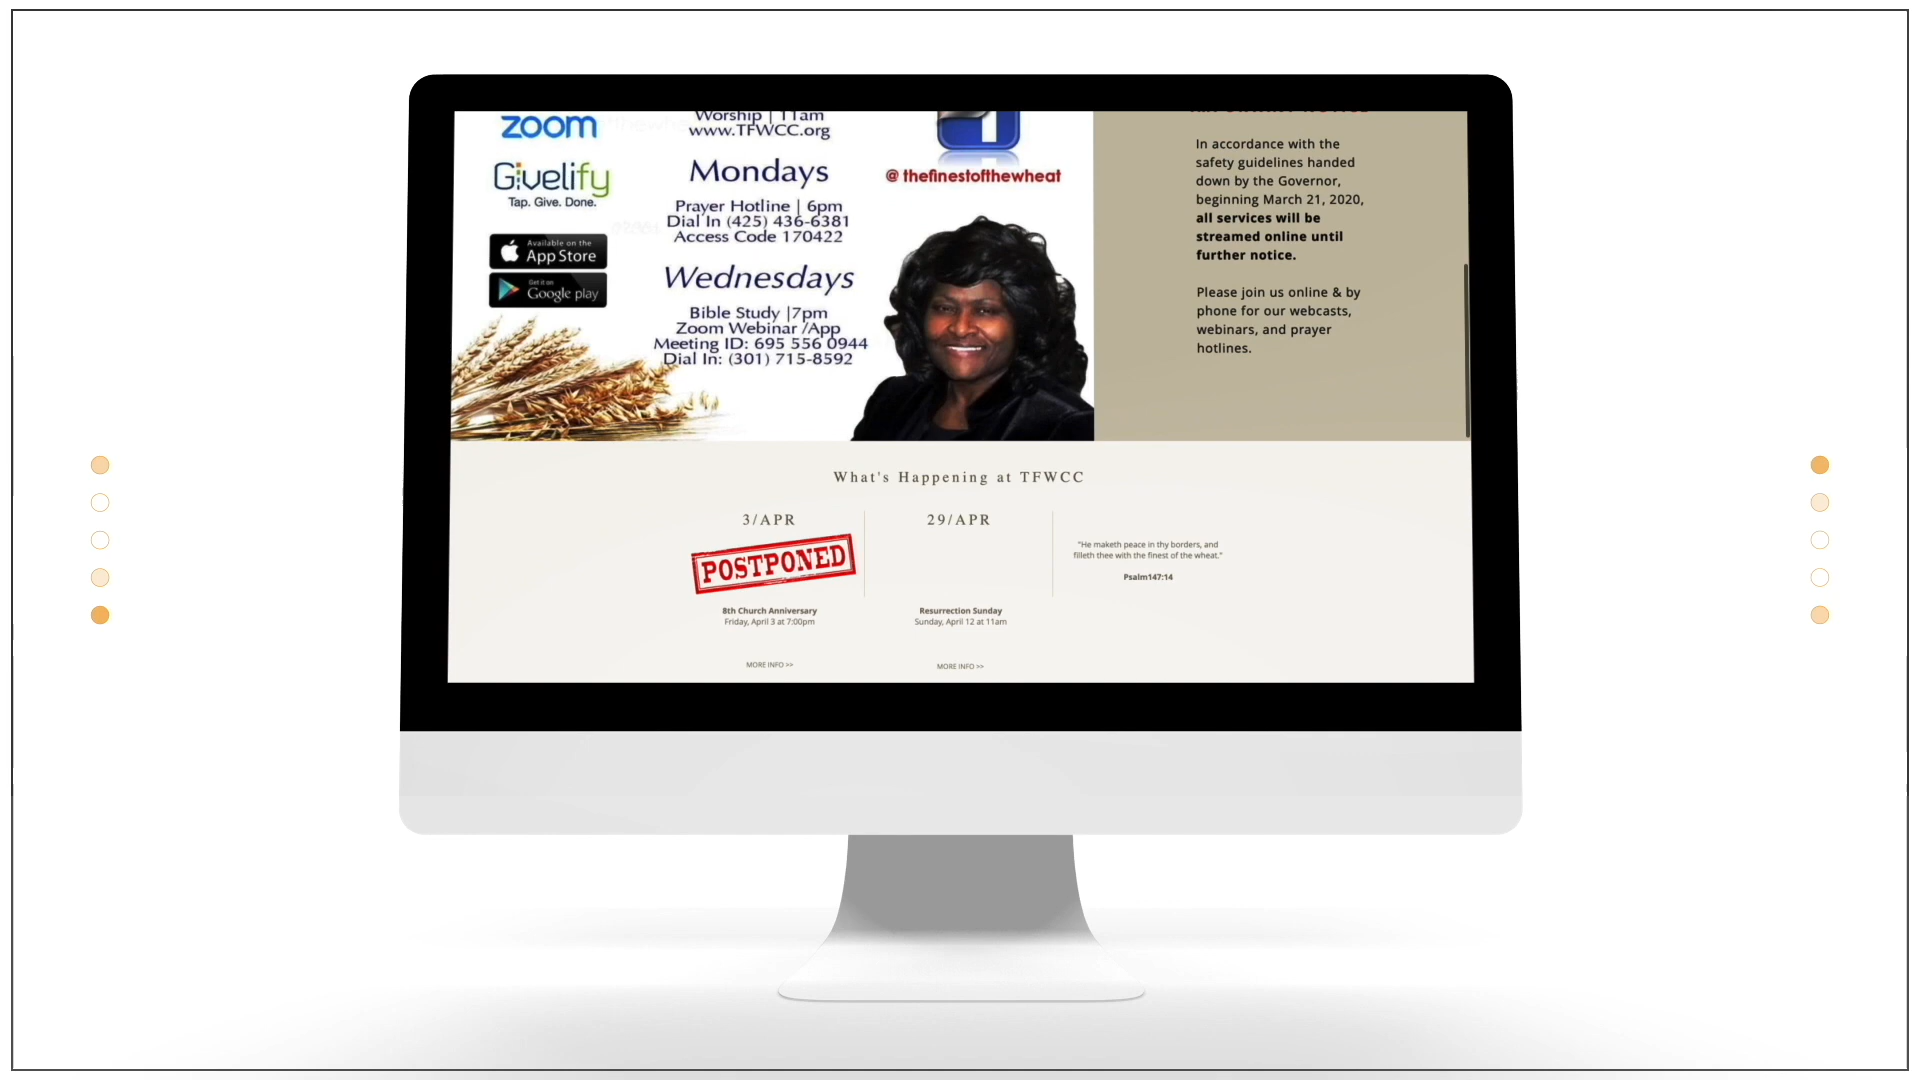 zoom
Givelify
Tap. Give. Done.
Available on the
App Store
Get it on
Google play
Worship | 11am
www.TFWCC.org
Mondays
Prayer Hotline | 6pm
Dial In (425) 436-6381
Access Code 170422
Wednesdays
Bible Study |7pm
Zoom Webinar /App
Meeting ID: 695 556 0944
Dial In: (301) 715-8592
@ thefinestofthewheat
In accordance with the
safety guidelines handed
down by the Governor,
beginning March 21, 2020,
all services will be
streamed online until
further notice.
Please join us online & by
phone for our webcasts,
webinars, and prayer
hotlines.
What's Happening at TFWCC
3/APR
POSTPONED
8th Church Anniversary
Friday, April 3 at 7:00pm
MORE INFO >>
29/APR
Resurrection Sunday
Sunday, April 12 at 11am
MORE INFO >>
"He maketh peace in thy borders, and
filleth thee with the finest of the wheat."
Psalm147:14